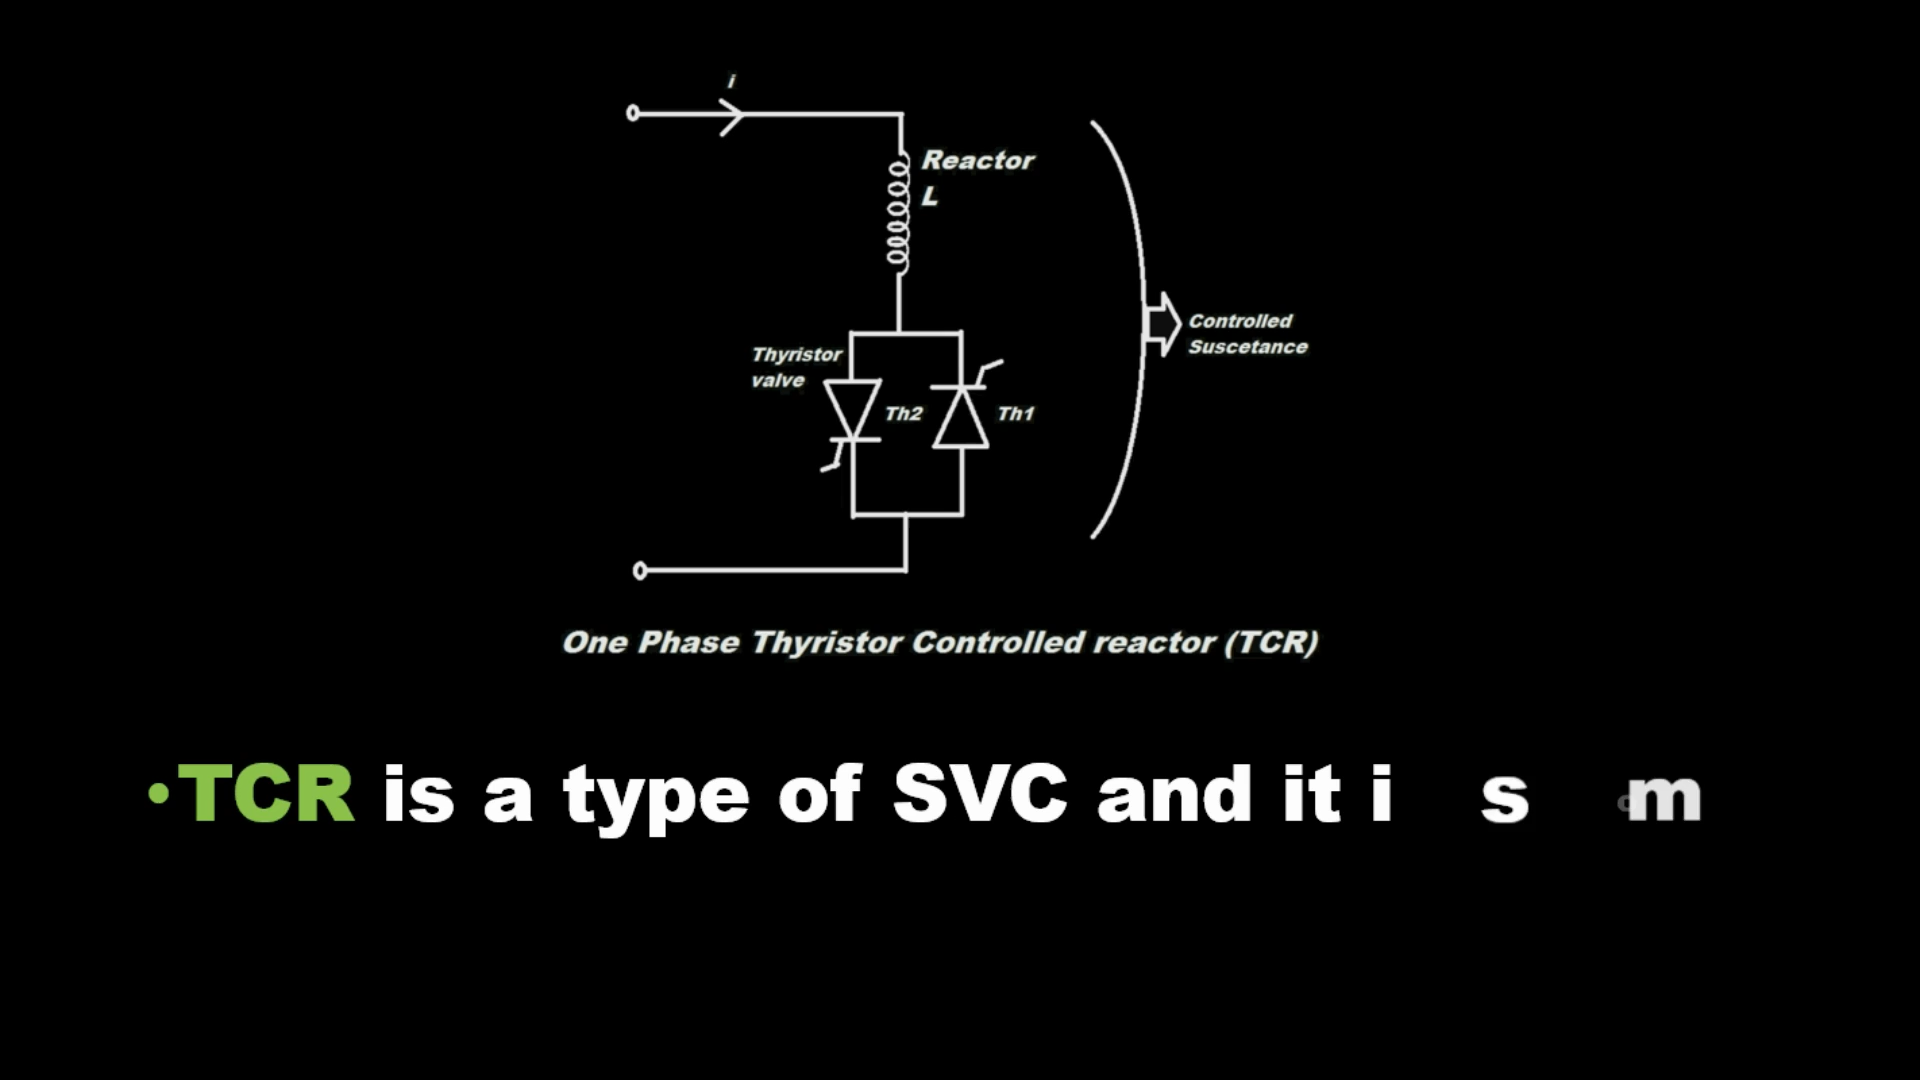 i
Reactor
L
Thyristor
valve
Th2
Th1
Controlled
Suscetance
One Phase Thyristor Controlled reactor (TCR)
•TCR is a type of SVC and it i s m